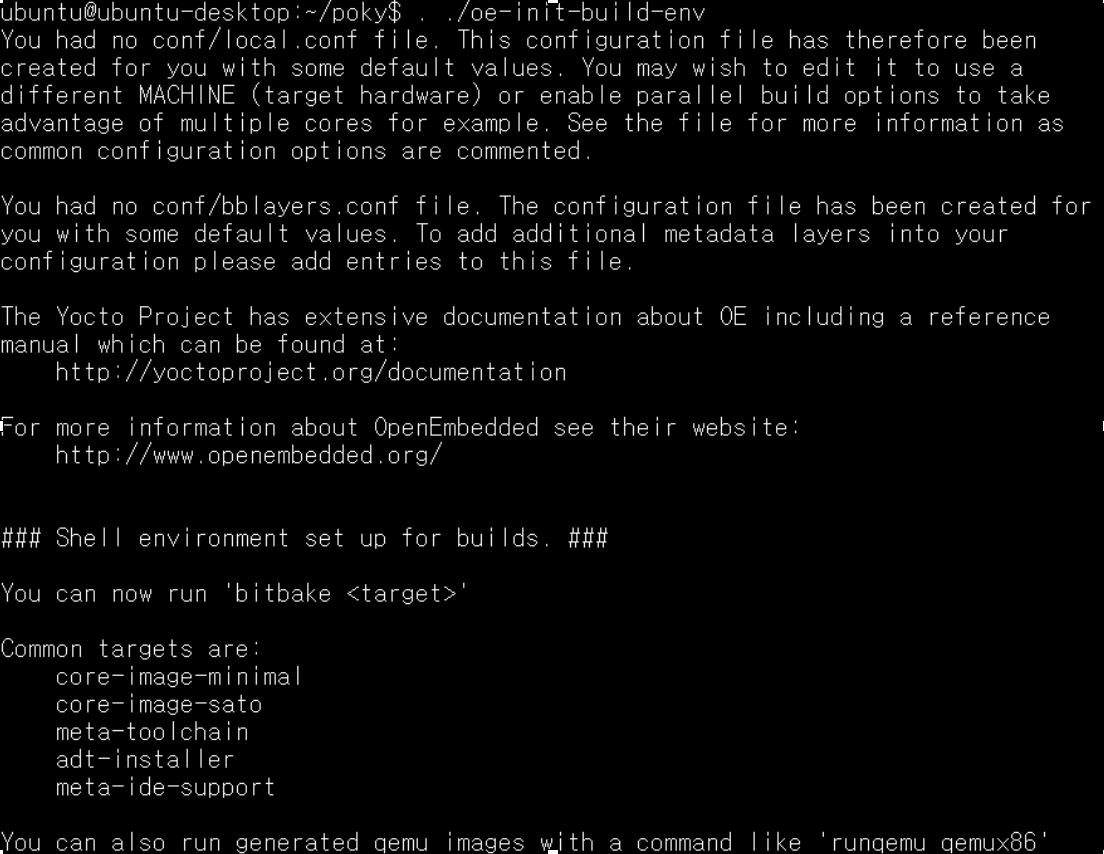 ubuntu@ubuntu-desktop:~/poky$ . ./oe-init-build-env
You had no conf/local.conf file. This configuration file has therefore been
created for you with some default values. You may wish to edit it to use a
different MACHINE (target hardware) or enable parallel build options to take
advantage of multiple cores for example. See the file for more information as
common configuration options are commented.
You had no conf/bblayers.conf file. The configuration file has been created for
you with some default values. To add additional metadata layers into your
configuration please add entries to this file.
The Yocto Project has extensive documentation about OE including a reference
manual which can be found at:
http://yoctoproject.org/documentation
For more information about OpenEmbedded see their website:
http://www.openembedded.org/
### Shell environment set up for builds. ###
You can now run 'bitbake <target>'
Common targets are:
core-image-minimal
core-image-sato
meta-toolchain
adt-installer
meta-ide-support
You can also run generated qemu images with a command like 'runqemu qemux86'